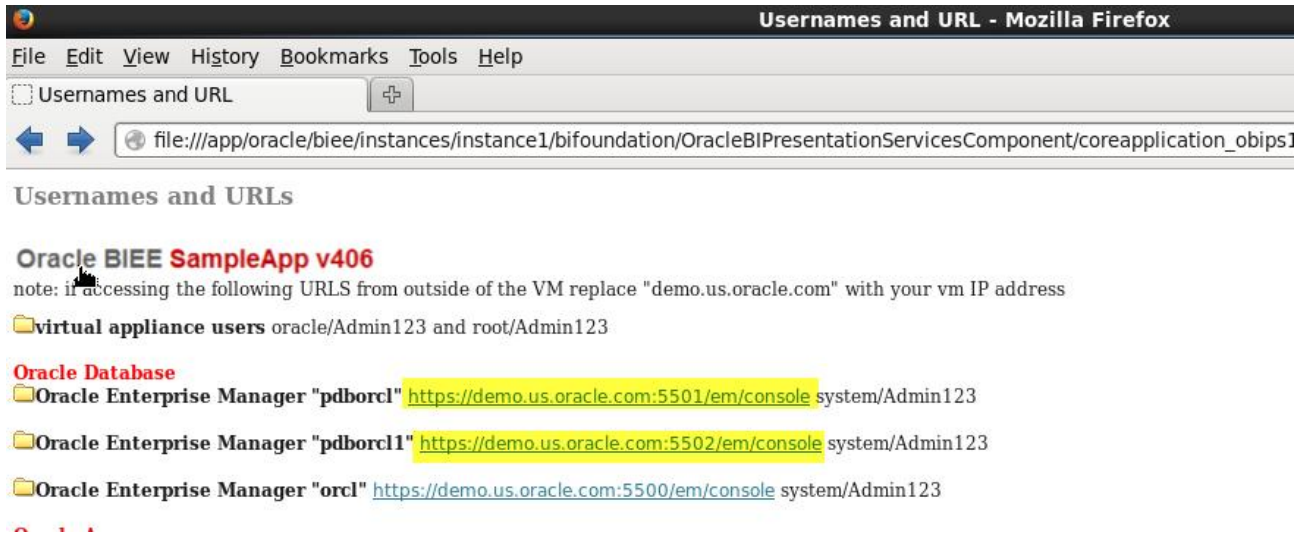 Usernames and URL - Mozilla Firefox
File Edit View History Bookmarks Tools Help
Usernames and URL
file:///app/oracle/biee/instances/instance1/bifoundation/OracleBIPresentationServicesComponent/coreapplication_obips1
Usernames and URLs
Oracle BIEE SampleApp v406
note: if accessing the following URLS from outside of the VM replace "demo.us.oracle.com" with your vm IP address
virtual appliance users oracle/Admin123 and root/Admin123
Oracle Database
Oracle Enterprise Manager "pdborcl" https://demo.us.oracle.com:5501/em/console system/Admin123
Oracle Enterprise Manager "pdborcl1" https://demo.us.oracle.com:5502/em/console system/Admin123
Oracle Enterprise Manager "orcl" https://demo.us.oracle.com:5500/em/console system/Admin123